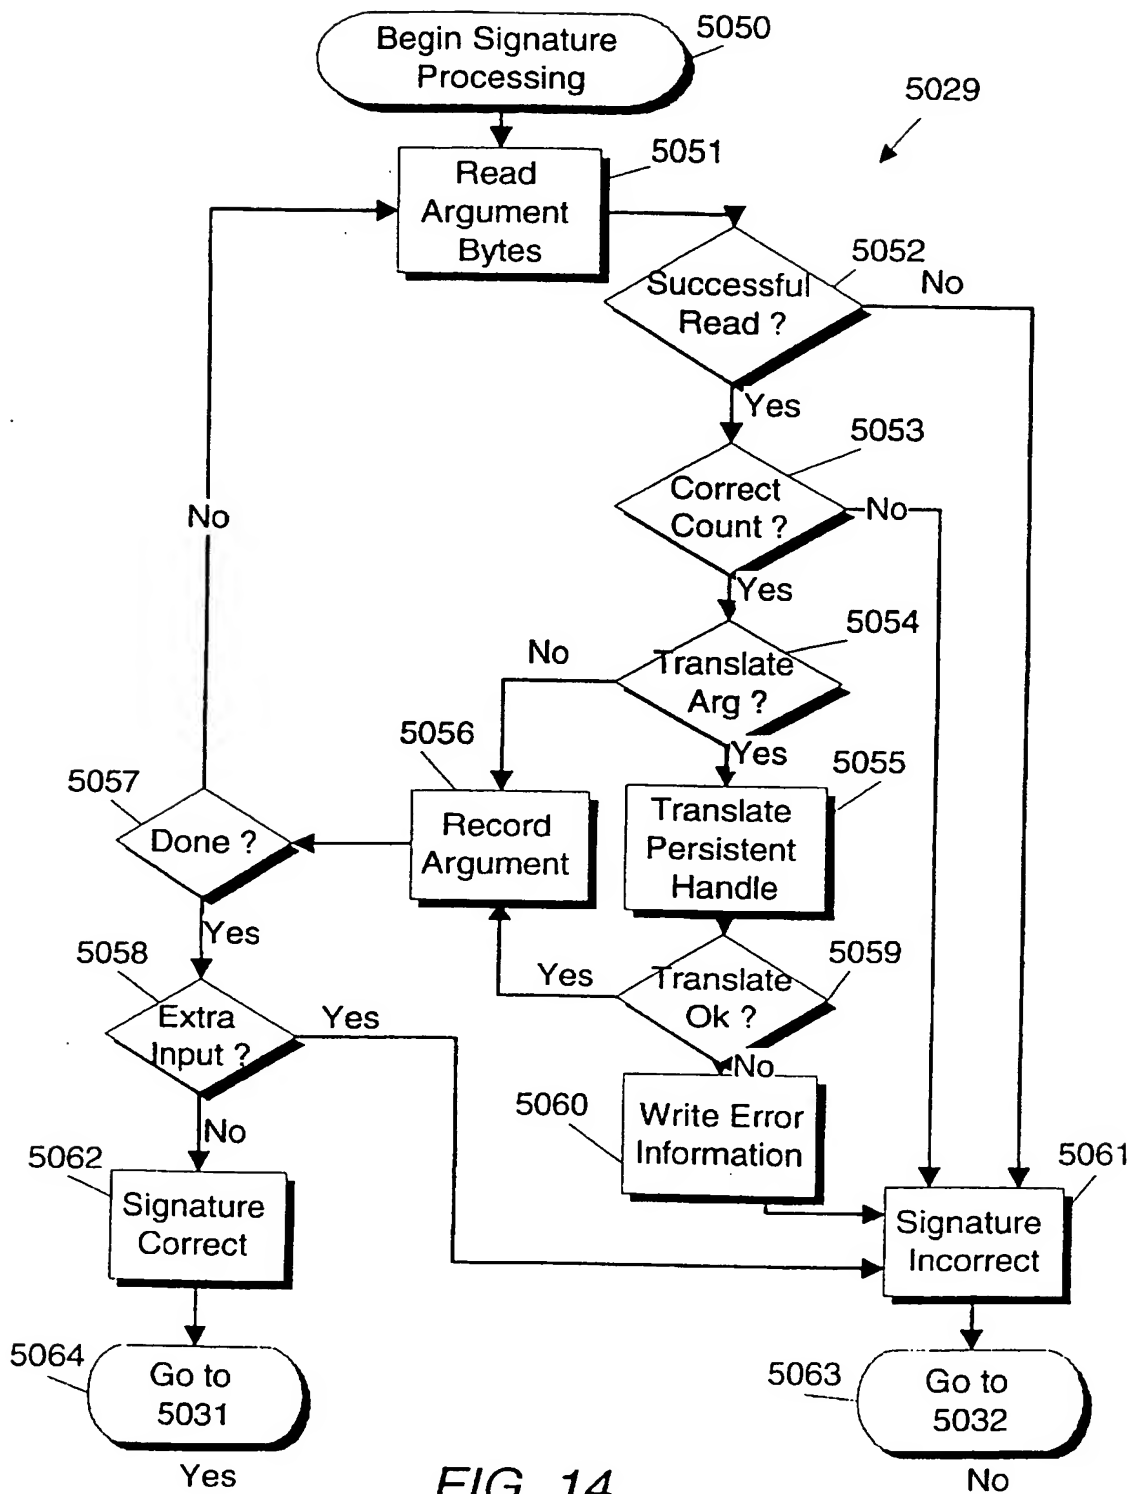 Begin Signature
Processing
5050
5029
Read
Argument
Bytes
5051
Successful
Read ?
5052
No
Yes
Correct
Count ?
5053
No
Yes
Translate
Arg ?
5054
No
Yes
Translate
Persistent
Handle
5055
Record
Argument
5056
Done ?
5057
No
Yes
Translate
Ok ?
5059
Yes
No
Extra
Input ?
5058
Yes
No
Write Error
Information
5060
Signature
Correct
5062
Signature
Incorrect
5061
Go to
5031
5064
Yes
Go to
5032
5063
No
FIG. 14